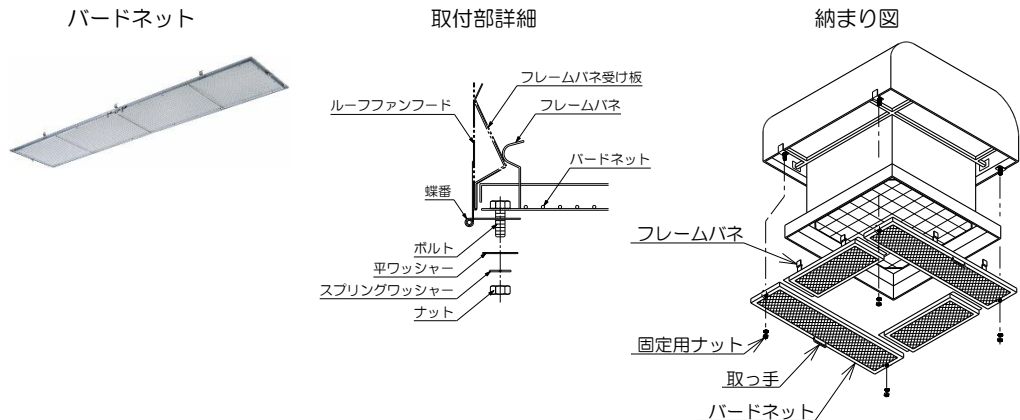 バードネット
取付部詳細
納まり図
フレームバネ受け板
ルーフファンフード
フレームバネ
バードネット
蝶番
ボルト
平ワッシャー
スプリングワッシャー
ナット
フレームバネ
固定用ナット
取っ手
バードネット